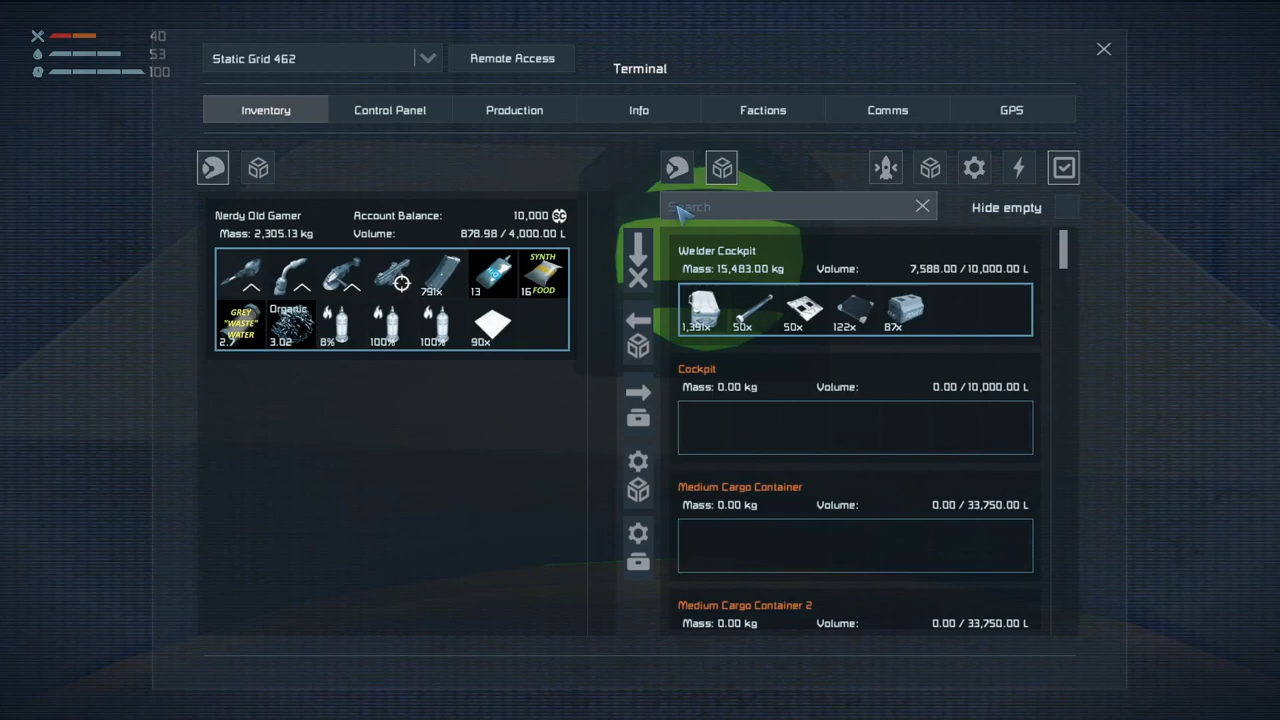 40
53
100
Static Grid 462
Remote Access
Terminal
Inventory
Control Panel
Production
Info
Factions
Comms
GPS
Search
Hide empty
Nerdy Old Gamer
Account Balance:
10,000 SC
Mass: 2,305.13 kg
Volume:
878.98 / 4,000.00 L
791x
H2O
13
SYNTH
FOOD
16
GREY
"WASTE"
WATER
2.7
Organic
3.02
8%
100%
100%
90x
Welder Cockpit
Mass: 15,483.00 kg
Volume:
7,588.00 / 10,000.00 L
1,391x
50x
50x
122x
87x
Cockpit
Mass: 0.00 kg
Volume:
0.00 / 10,000.00 L
Medium Cargo Container
Mass: 0.00 kg
Volume:
0.00 / 33,750.00 L
Medium Cargo Container 2
Mass: 0.00 kg
Volume:
0.00 / 33,750.00 L